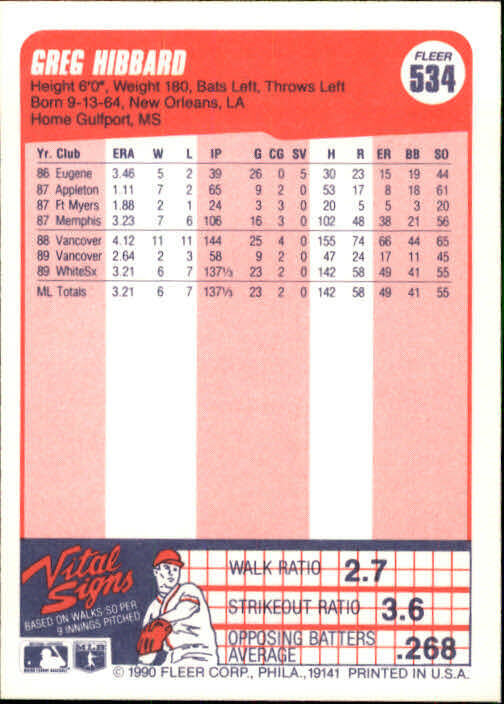 GREG HIBBARD
FLEER
534
Height 6'0", Weight 180, Bats Left, Throws Left
Born 9-13-64, New Orleans, LA
Home Gulfport, MS
Yr. Club ERA W L IP G CG SV H R ER BB SO
86 Eugene 3.46 5 2 39 26 0 5 30 23 15 19 44
87 Appleton 1.11 7 2 65 9 2 0 53 17 8 18 61
87 Ft Myers 1.88 2 1 24 3 3 0 20 5 5 3 20
87 Memphis 3.23 7 6 106 16 3 0 102 48 38 21 56
88 Vancover 4.12 11 11 144 25 4 0 155 74 66 44 65
89 Vancover 2.64 2 3 58 9 2 0 47 24 17 11 45
89 WhiteSx 3.21 6 7 137⅓ 23 2 0 142 58 49 41 55
ML Totals 3.21 6 7 137⅓ 23 2 0 142 58 49 41 55
Vital
Signs
BASED ON WALKS/SO PER
9 INNINGS PITCHED
WALK RATIO 2.7
STRIKEOUT RATIO 3.6
OPPOSING BATTERS
AVERAGE .268
© 1990 FLEER CORP., PHILA., 19141 PRINTED IN U.S.A.